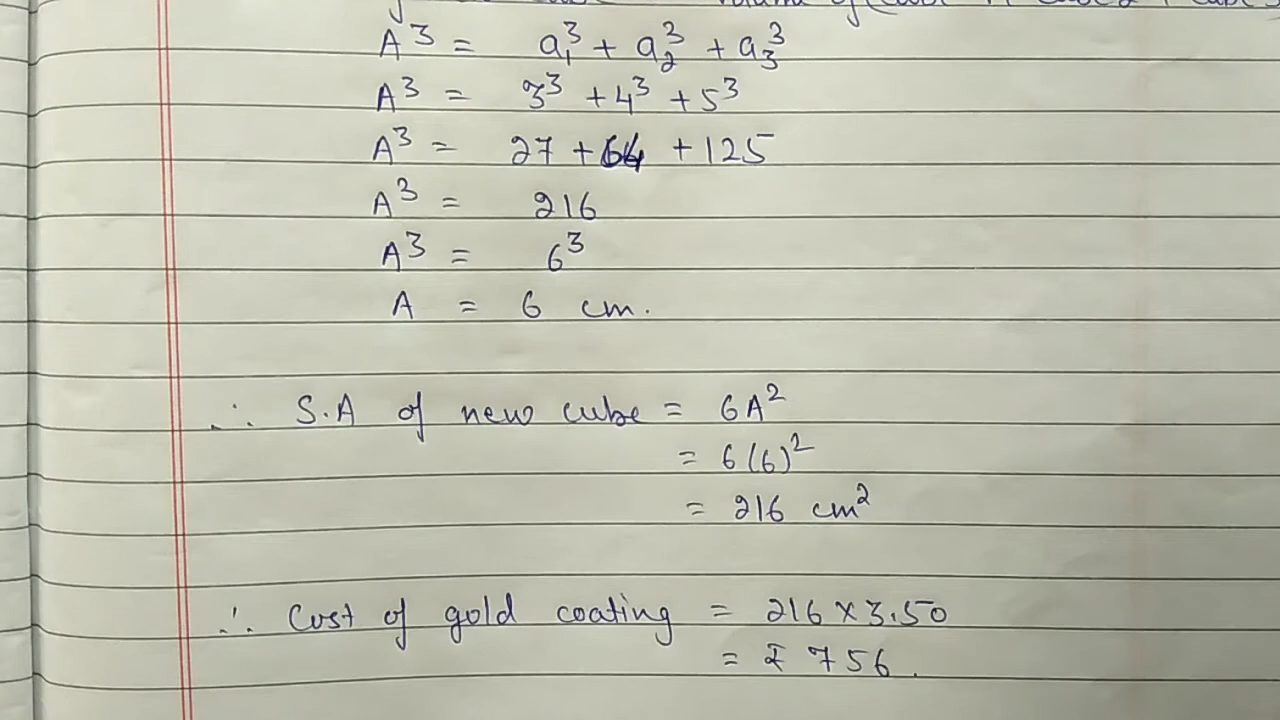 A³ = a₁³ + a₂³ + a₃³
A³ = 3³ + 4³ + 5³
A³ = 27 + 64 + 125
A³ = 216
A³ = 6³
A = 6 cm.
∴ S.A of new cube = 6A²
= 6(6)²
= 216 cm²
∴ Cost of gold coating = 216 × 3.50
= ₹ 756.